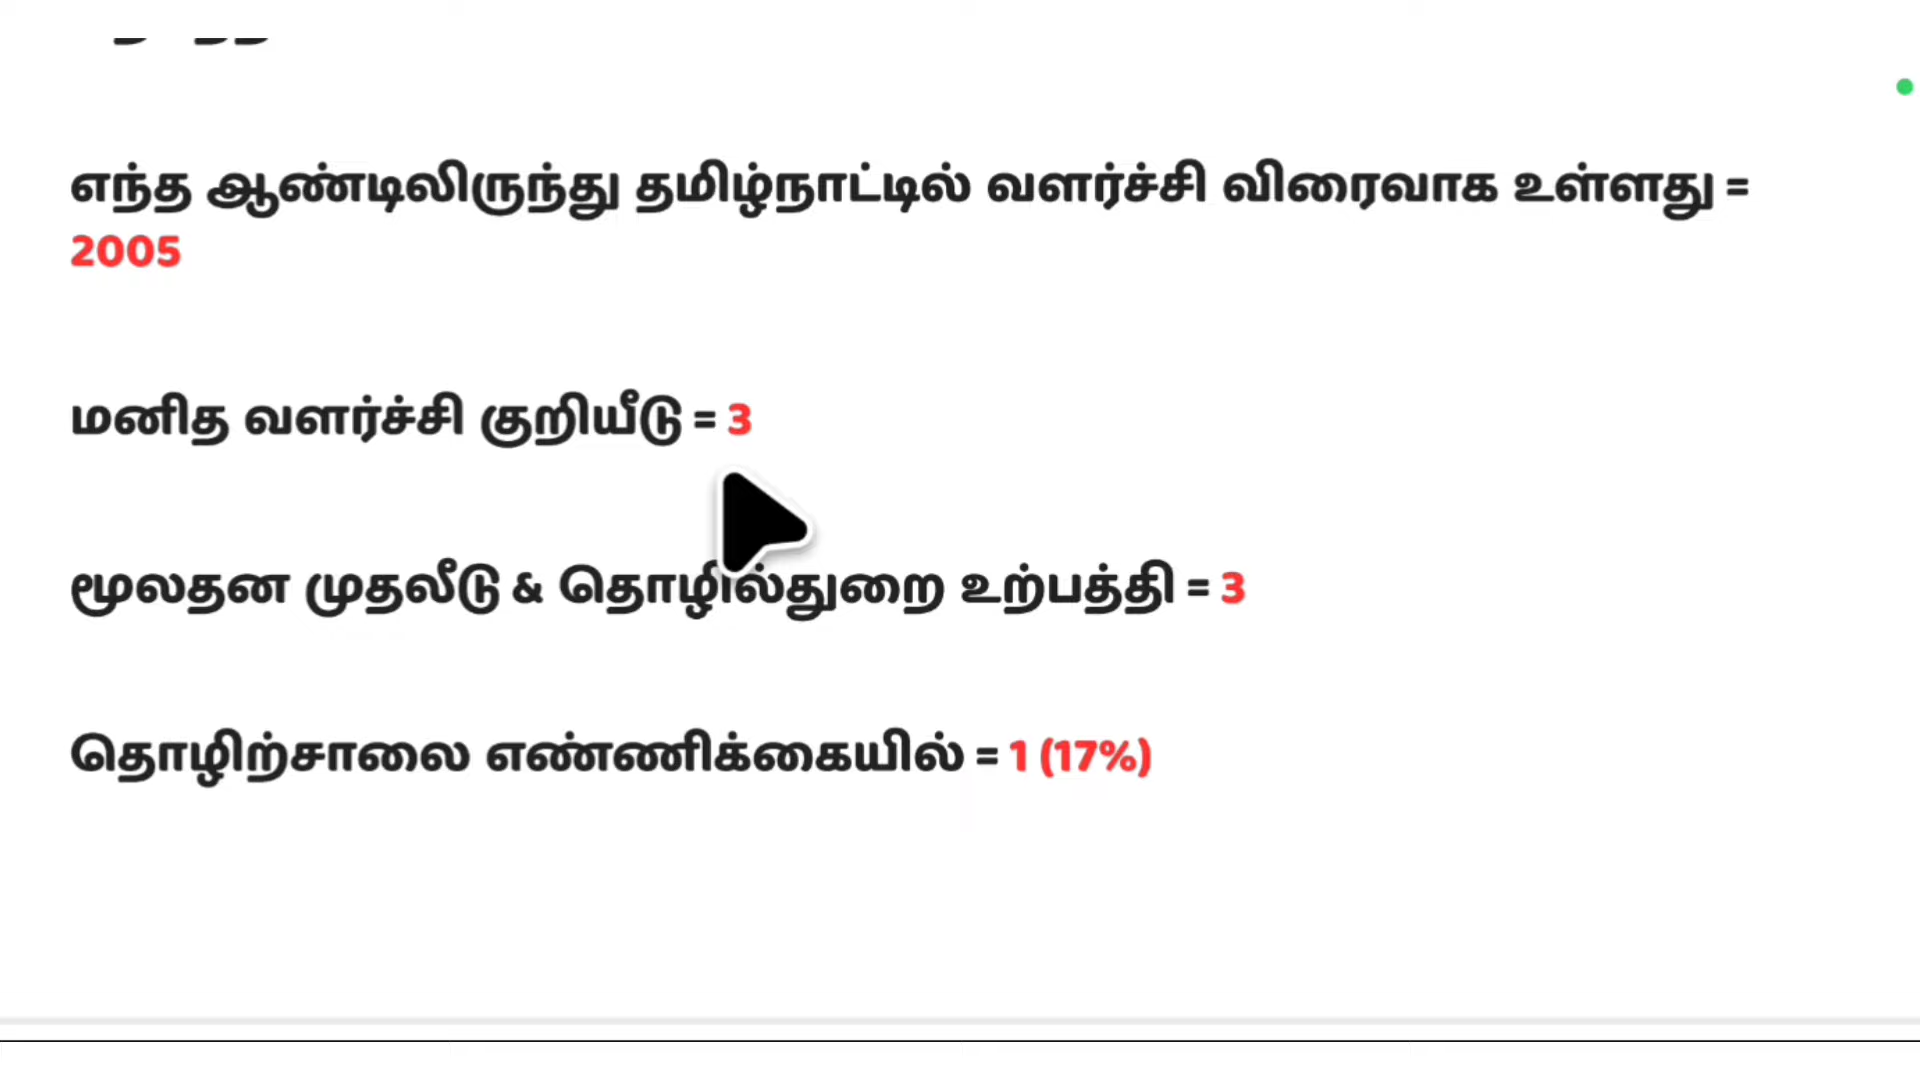 எந்த ஆண்டிலிருந்து தமிழ்நாட்டில் வளர்ச்சி விரைவாக உள்ளது =
2005
மனித வளர்ச்சி குறியீடு = 3
மூலதன முதலீடு & தொழில்துறை உற்பத்தி = 3
தொழிற்சாலை எண்ணிக்கையில் = 1 (17%)